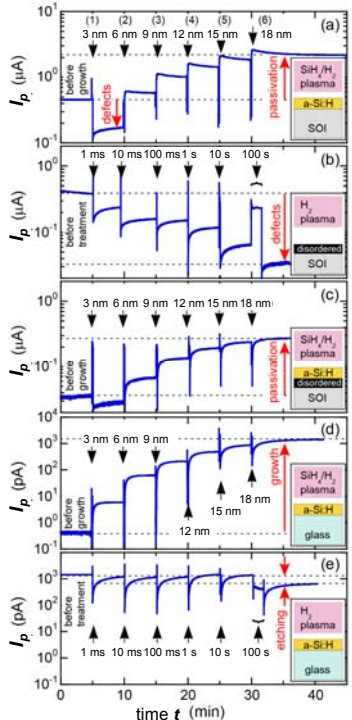 (1) (2) (3) (4) (5) (6)
3 nm 6 nm 9 nm 12 nm 15 nm 18 nm
(a)
10¹
10⁰
10⁻¹
I_p (μA)
before growth
defects
passivation
SiH₄/H₂ plasma
a-Si:H
SOI
1 ms 10 ms 100 ms 1 s 10 s 100 s
(b)
10⁰
10⁻¹
I_p (μA)
before treatment
defects
H₂ plasma
disordered
SOI
3 nm 6 nm 9 nm 12 nm 15 nm 18 nm
(c)
10⁰
10⁻¹
I_p (μA)
before growth
passivation
SiH₄/H₂ plasma
a-Si:H
disordered
SOI
10⁴
10³
10²
10¹
10⁰
10⁻¹
3 nm 6 nm 9 nm
(d)
I_p (pA)
before growth
12 nm
15 nm
18 nm
growth
SiH₄/H₂ plasma
a-Si:H
glass
(e)
10³
10²
10¹
10⁰
10⁻¹
I_p (pA)
before treatment
1 ms 10 ms 100 ms 1 s 10 s 100 s
etching
H₂ plasma
a-Si:H
glass
0 10 20 30 40
time t (min)